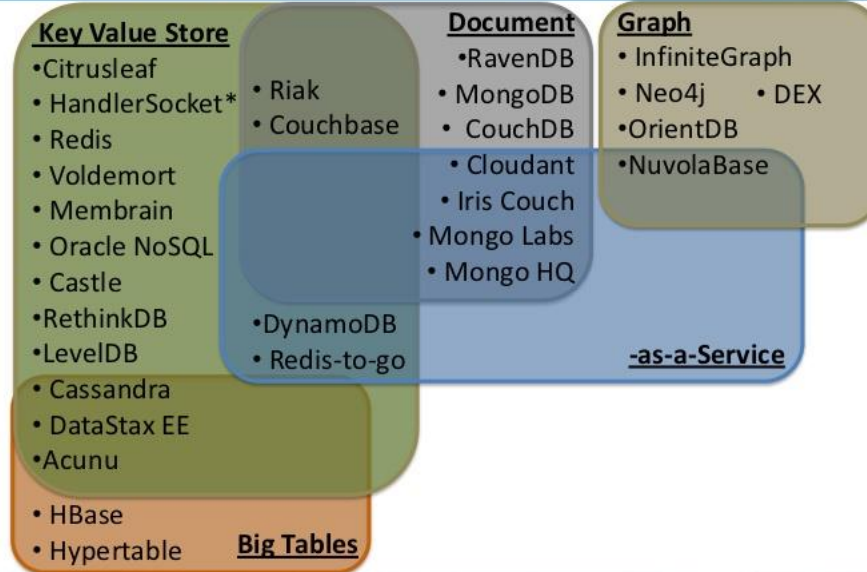 Key Value Store
•Citrusleaf
• HandlerSocket*
• Redis
• Voldemort
• Membrain
• Oracle NoSQL
• Castle
•RethinkDB
•LevelDB
• Cassandra
• DataStax EE
•Acunu
• HBase
• Hypertable
Big Tables
• Riak
• Couchbase
•DynamoDB
• Redis-to-go
Document
•RavenDB
• MongoDB
• CouchDB
• Cloudant
• Iris Couch
• Mongo Labs
• Mongo HQ
-as-a-Service
Graph
• InfiniteGraph
• Neo4j • DEX
•OrientDB
•NuvolaBase